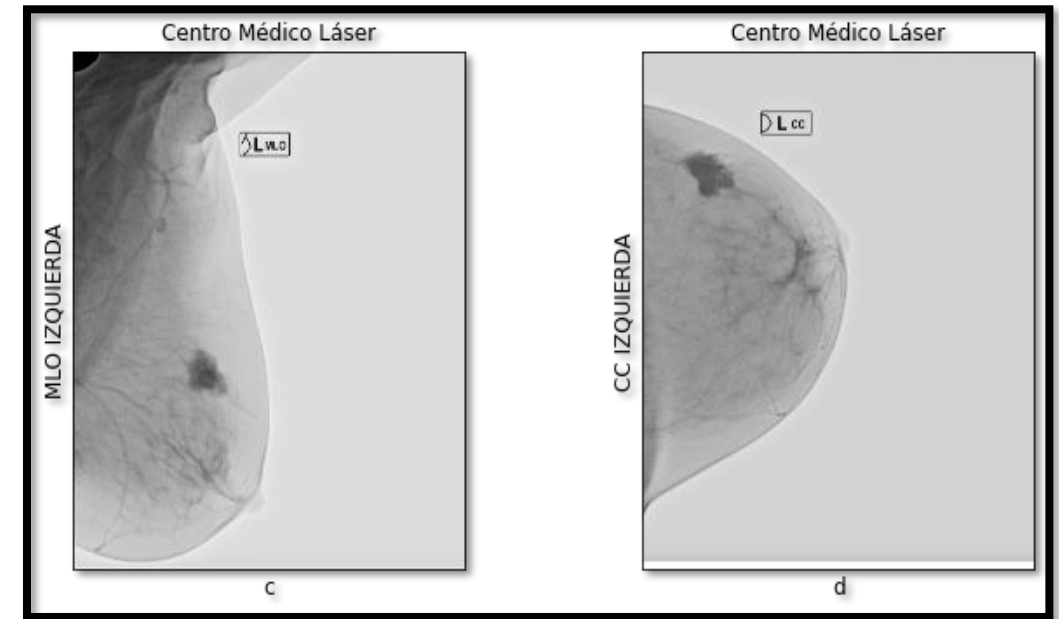 Centro Médico Láser
L MLO
MLO IZQUIERDA
c
Centro Médico Láser
L CC
CC IZQUIERDA
d